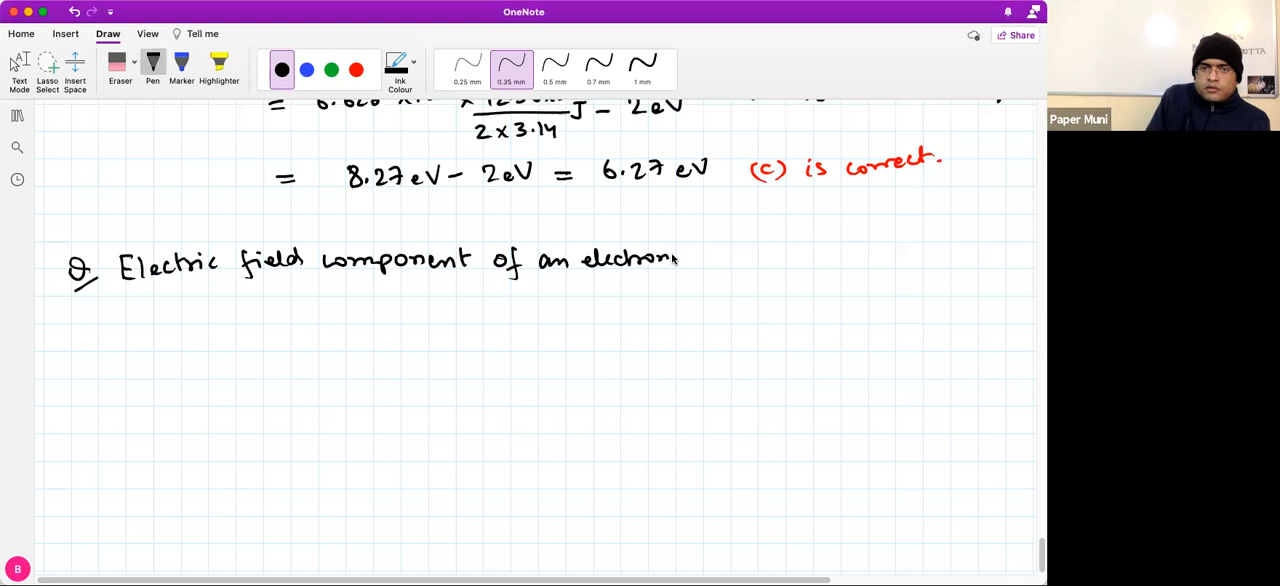 OneNote
Home Insert Draw View Tell me Share
Text Mode Lasso Select Insert Space Eraser Pen Marker Highlighter Ink Colour 0.25 mm 0.35 mm 0.5 mm 0.7 mm 1 mm
Paper Muni
J - 2eV
2 x 3.14
= 8.27 eV - 2 eV = 6.27 eV (C) is correct.
Q Electric field component of an electron
B